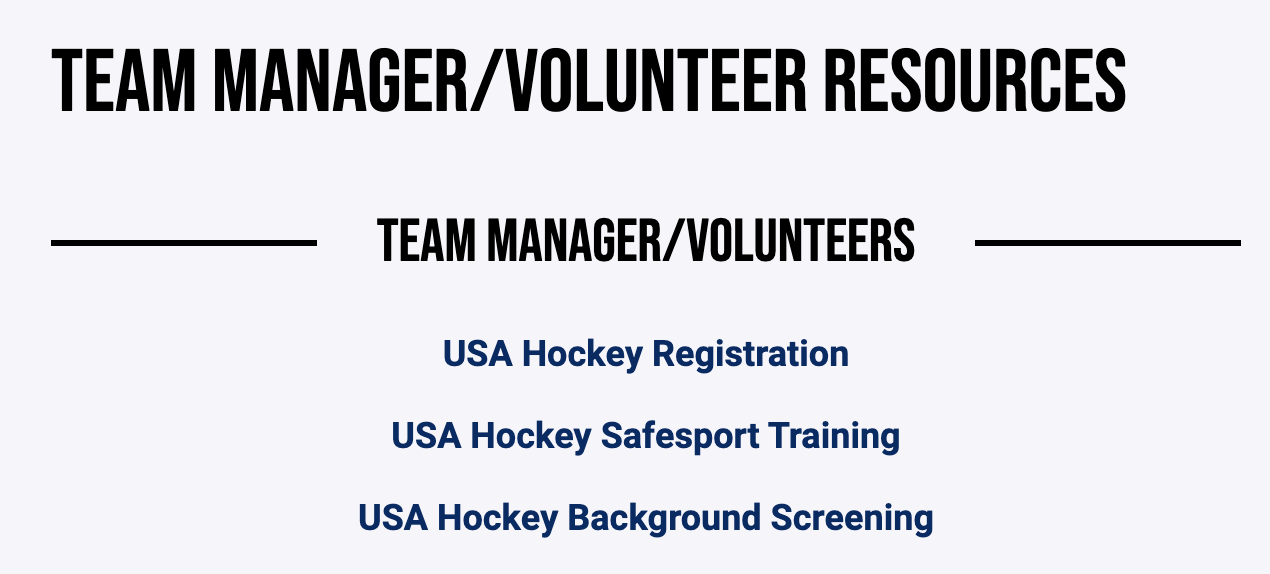 TEAM MANAGER/VOLUNTEER RESOURCES
TEAM MANAGER/VOLUNTEERS
USA Hockey Registration
USA Hockey Safesport Training
USA Hockey Background Screening